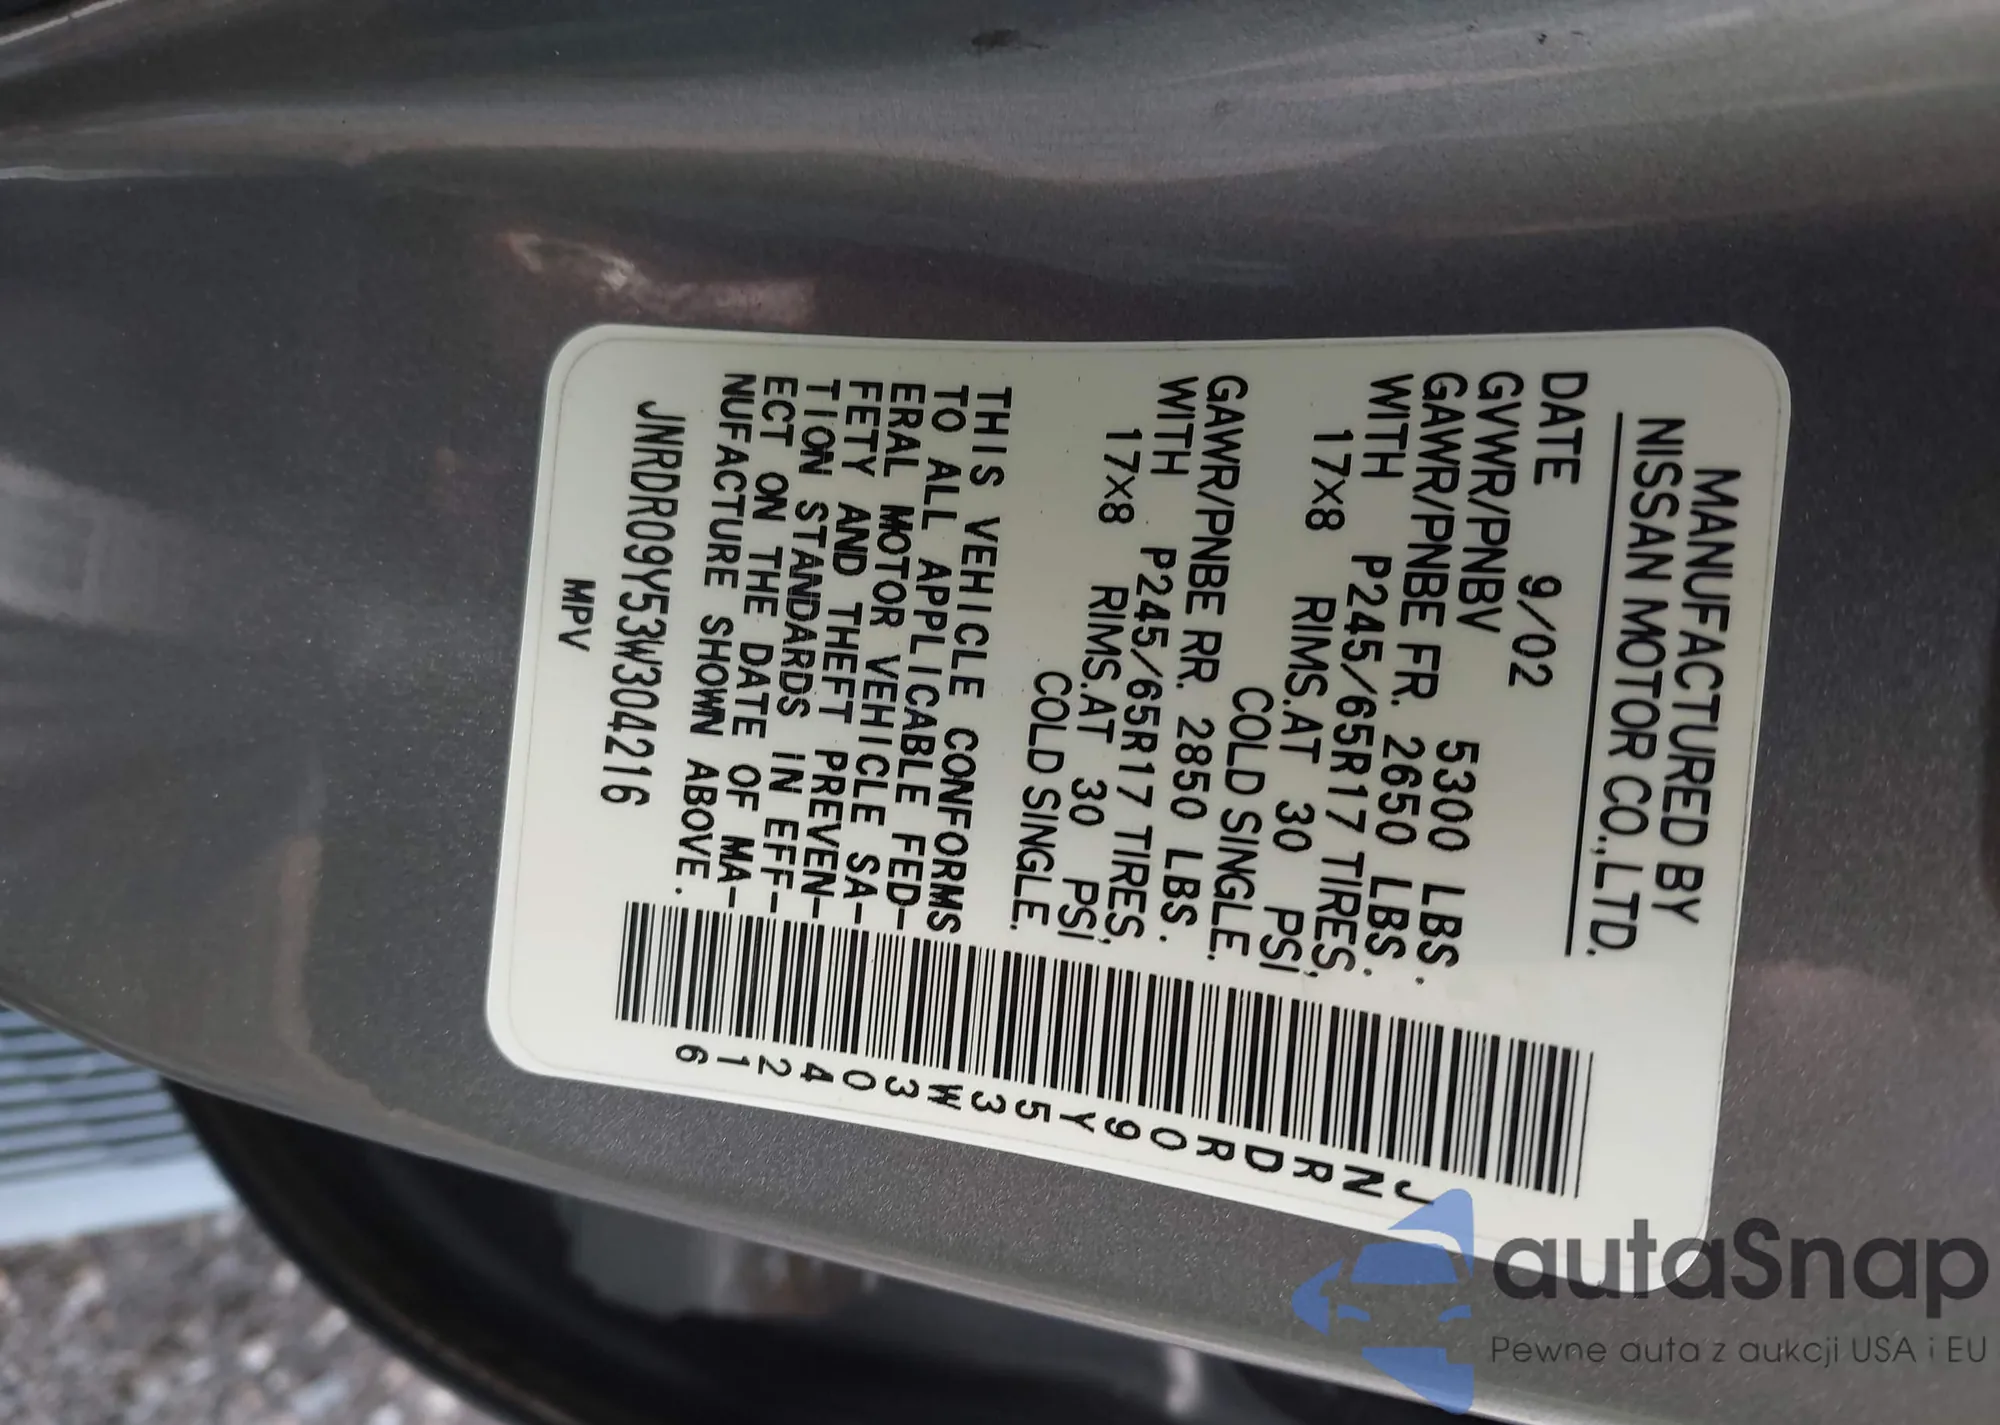 MANUFACTURED BY
NISSAN MOTOR CO.,LTD.
DATE 9/02
GVWR/PNBV 5300 LBS.
GAWR/PNBE FR. 2650 LBS.
WITH P245/65R17 TIRES,
17×8 RIMS.AT 30 PSI
COLD SINGLE.
GAWR/PNBE RR. 2850 LBS.
WITH P245/65R17 TIRES,
17×8 RIMS.AT 30 PSI
COLD SINGLE.
THIS VEHICLE CONFORMS
TO ALL APPLICABLE FED-
ERAL MOTOR VEHICLE SA-
FETY AND THEFT PREVEN-
TION STANDARDS IN EFF-
ECT ON THE DATE OF MA-
NUFACTURE SHOWN ABOVE.
JNRDR09Y53W304216
MPV
JNRDR09Y53W304216
autaSnap
Pewne auta z aukcji USA i EU